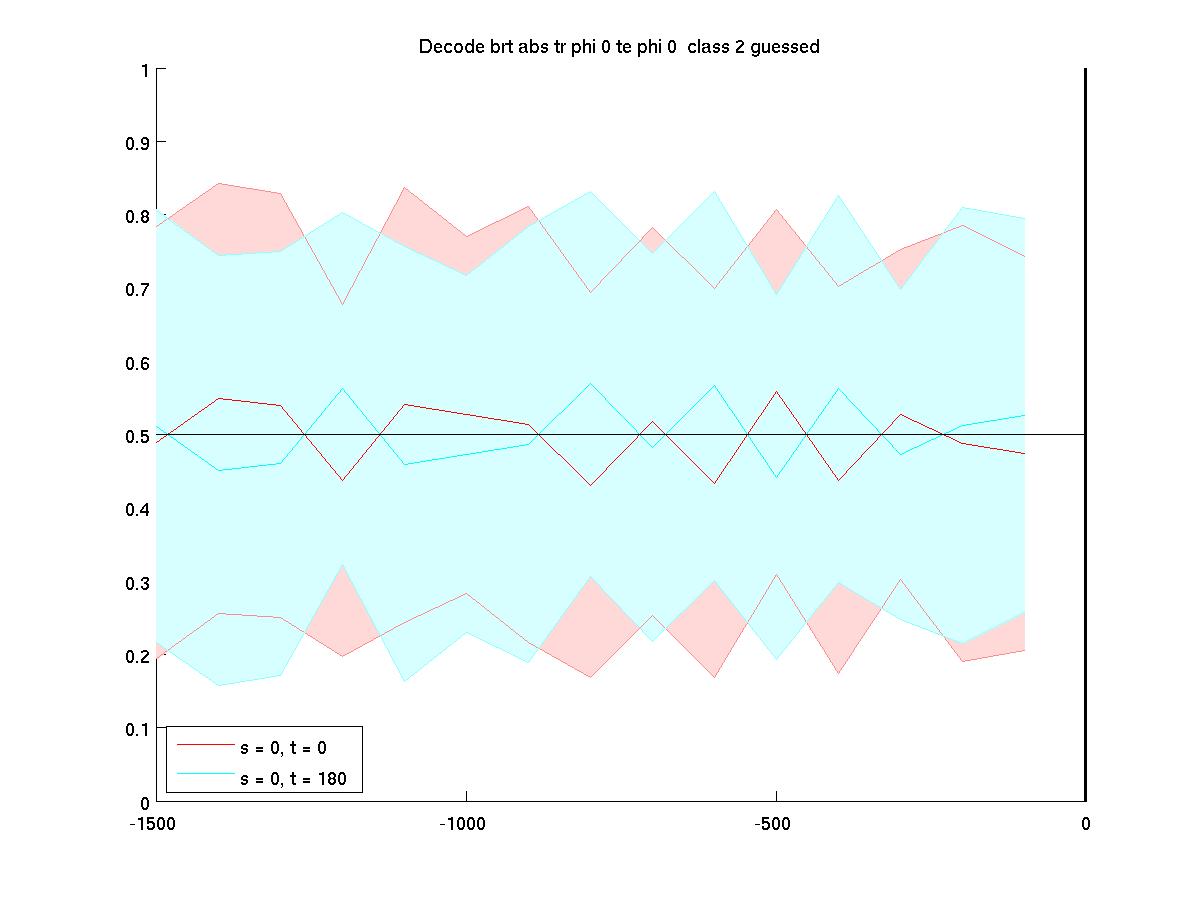 Decode brt abs tr phi 0 te phi 0  class 2 guessed
1
0.9
0.8
0.7
0.6
0.5
0.4
0.3
0.2
0.1
0
s = 0, t = 0
s = 0, t = 180
-1500 -1000 -500 0